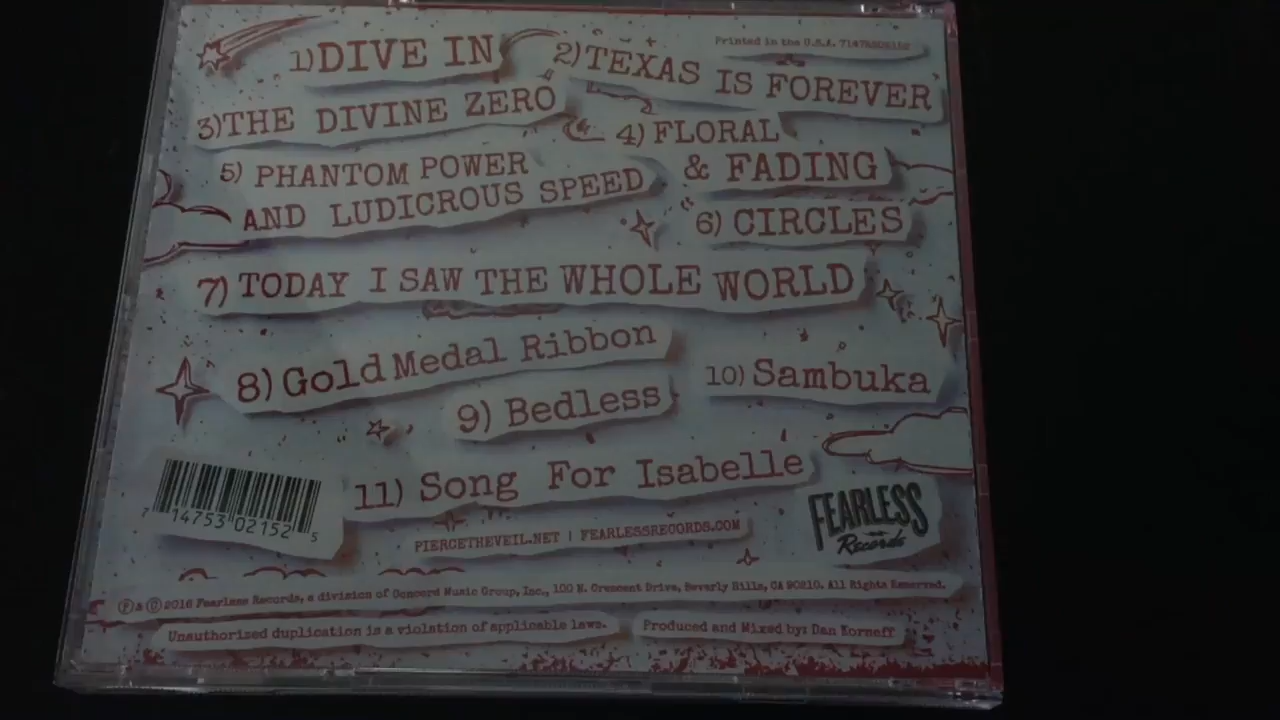 Printed in the U.S.A.
1) DIVE IN
2) TEXAS IS FOREVER
3) THE DIVINE ZERO
4) FLORAL
& FADING
5) PHANTOM POWER
AND LUDICROUS SPEED
6) CIRCLES
7) TODAY I SAW THE WHOLE WORLD
8) Gold Medal Ribbon
9) Bedless
10) Sambuka
11) Song For Isabelle
7 14753 02152 5
PIERCETHEVEIL.NET | FEARLESSRECORDS.COM
FEARLESS
Records
Ⓟ & © 2016 Fearless Records, a division of Concord Music Group, Inc., 100 N. Crescent Drive, Beverly Hills, CA 90210. All Rights Reserved.
Unauthorized duplication is a violation of applicable laws.
Produced and Mixed by: Dan Korneff